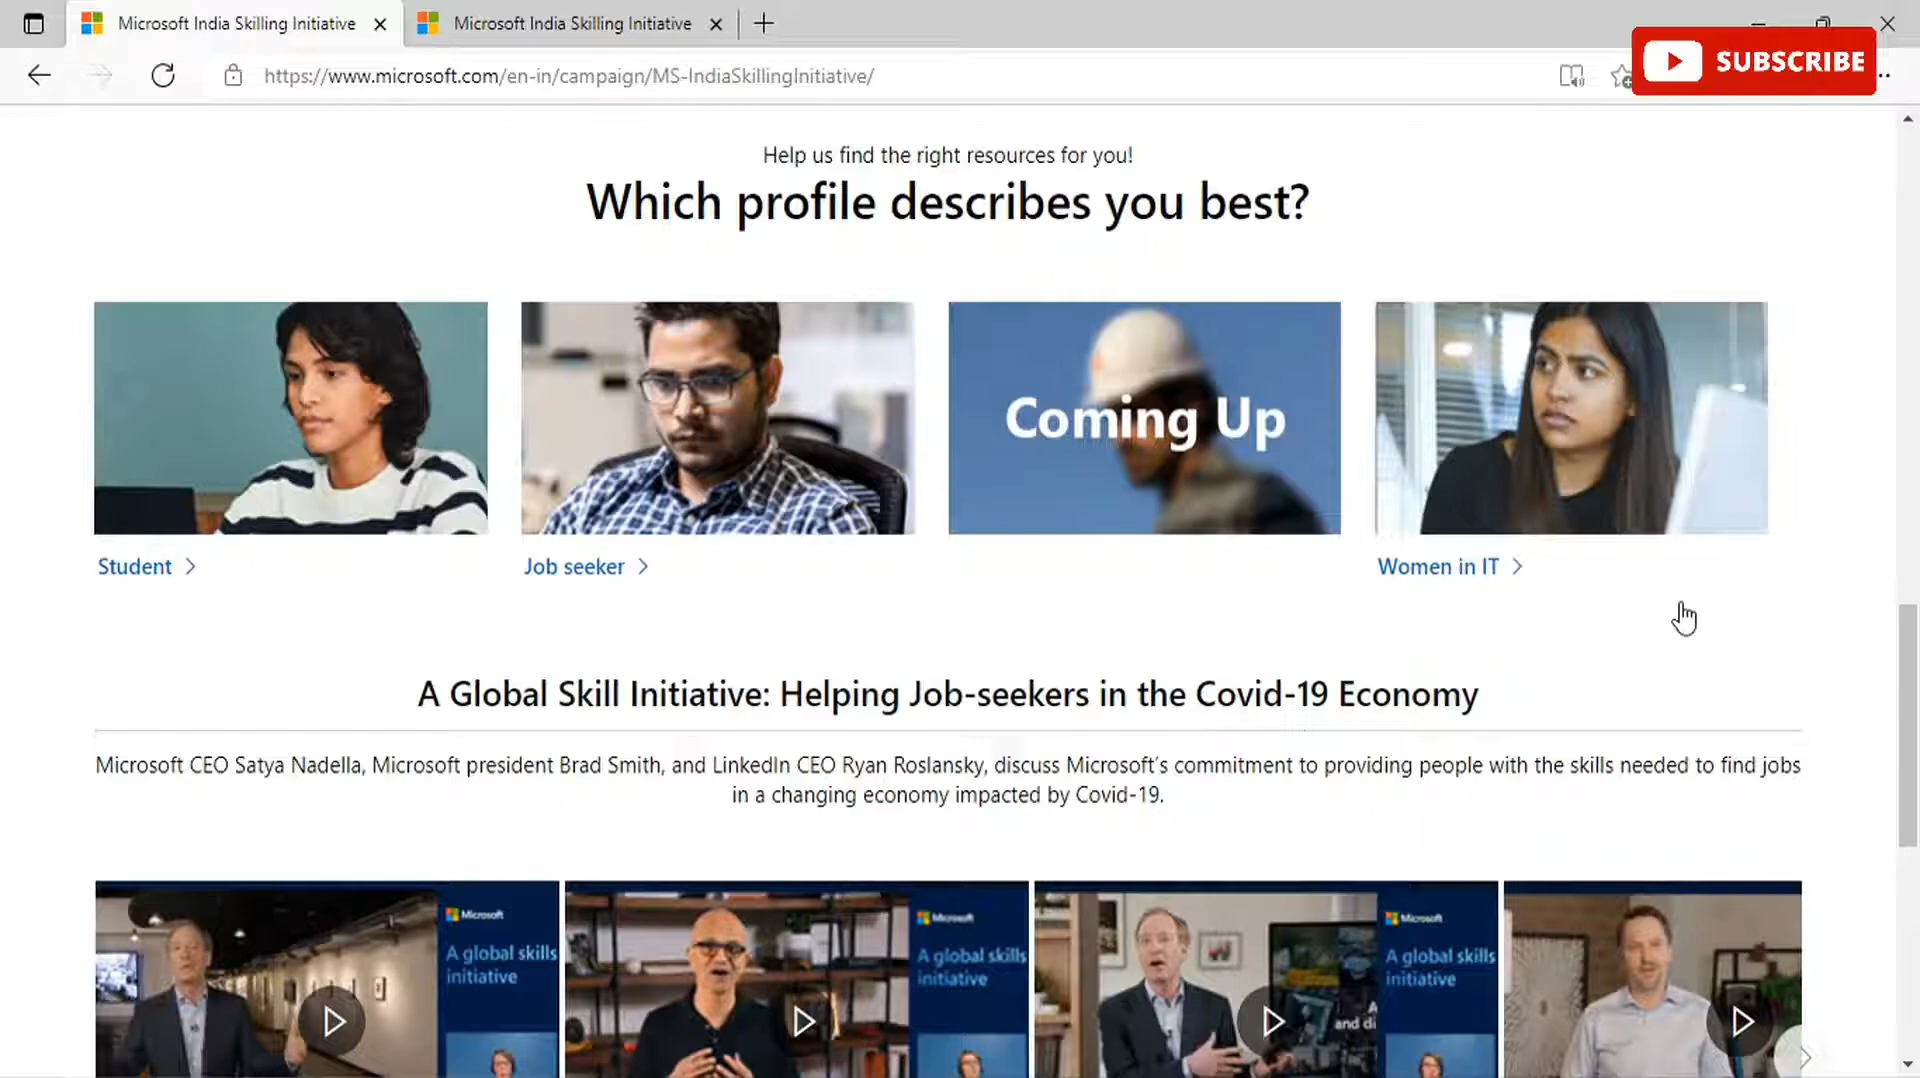 Microsoft India Skilling Initiative
Microsoft India Skilling Initiative
https://www.microsoft.com/en-in/campaign/MS-IndiaSkillingInitiative/
SUBSCRIBE
Help us find the right resources for you!
Which profile describes you best?
Coming Up
Student
Job seeker
Women in IT
A Global Skill Initiative: Helping Job-seekers in the Covid-19 Economy
Microsoft CEO Satya Nadella, Microsoft president Brad Smith, and LinkedIn CEO Ryan Roslansky, discuss Microsoft's commitment to providing people with the skills needed to find jobs
in a changing economy impacted by Covid-19.
Microsoft
A global skills
initiative
Microsoft
A global skills
initiative
Microsoft
A global skills
initiative
A
and di